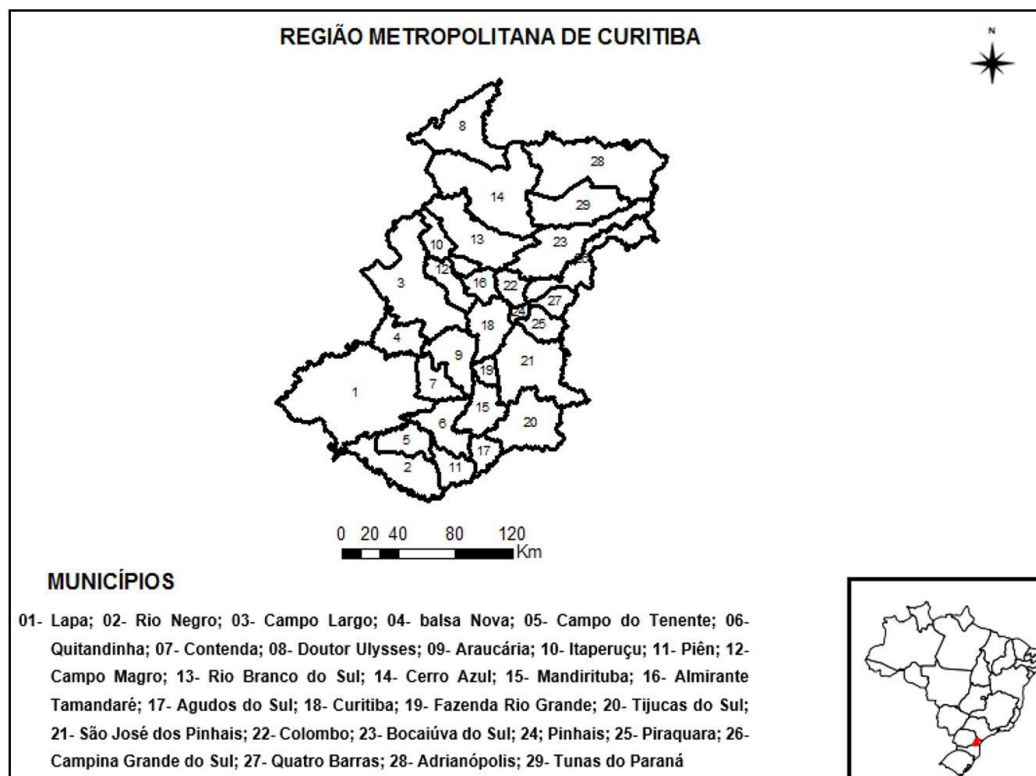 REGIÃO METROPOLITANA DE CURITIBA
N
8
28
14
29
13
23
10
12
26
3
16
22
27
24
18
25
4
9
21
19
7
1
15
6
20
5
17
2
11
0 20 40 80 120
Km
MUNICÍPIOS
01- Lapa; 02- Rio Negro; 03- Campo Largo; 04- balsa Nova; 05- Campo do Tenente; 06-
Quitandinha; 07- Contenda; 08- Doutor Ulysses; 09- Araucária; 10- Itaperuçu; 11- Piên; 12-
Campo Magro; 13- Rio Branco do Sul; 14- Cerro Azul; 15- Mandirituba; 16- Almirante
Tamandaré; 17- Agudos do Sul; 18- Curitiba; 19- Fazenda Rio Grande; 20- Tijucas do Sul;
21- São José dos Pinhais; 22- Colombo; 23- Bocaiúva do Sul; 24; Pinhais; 25- Piraquara; 26-
Campina Grande do Sul; 27- Quatro Barras; 28- Adrianópolis; 29- Tunas do Paraná